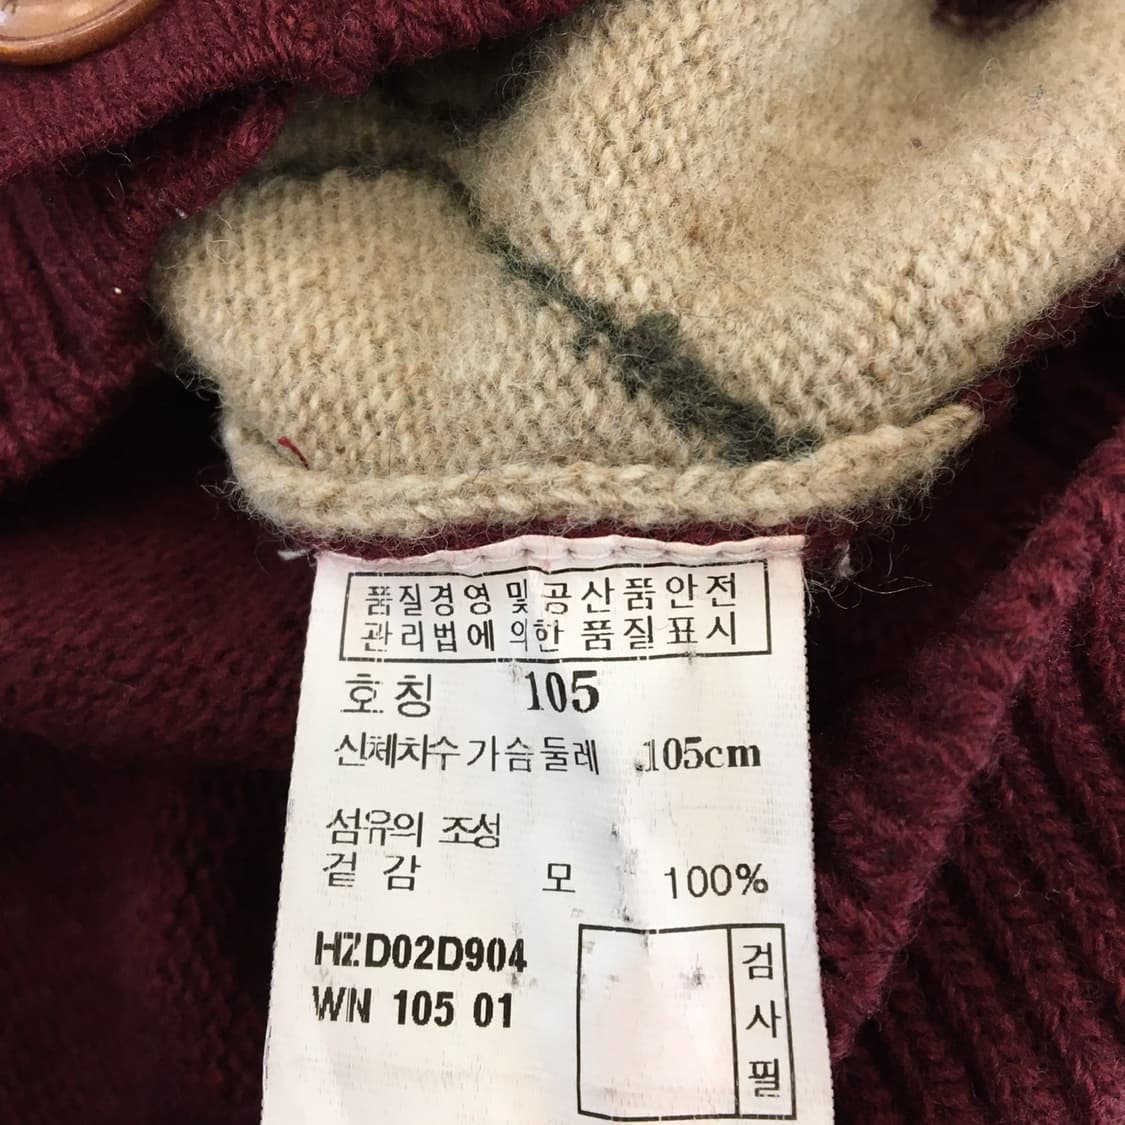 품질경영 및 공산품안전
관리법에 의한 품질표시
호칭 105
신체차수 가슴둘레 105cm
섬유의 조성
겉감 모 100%
HZD02D904
WN 105 01
검사필